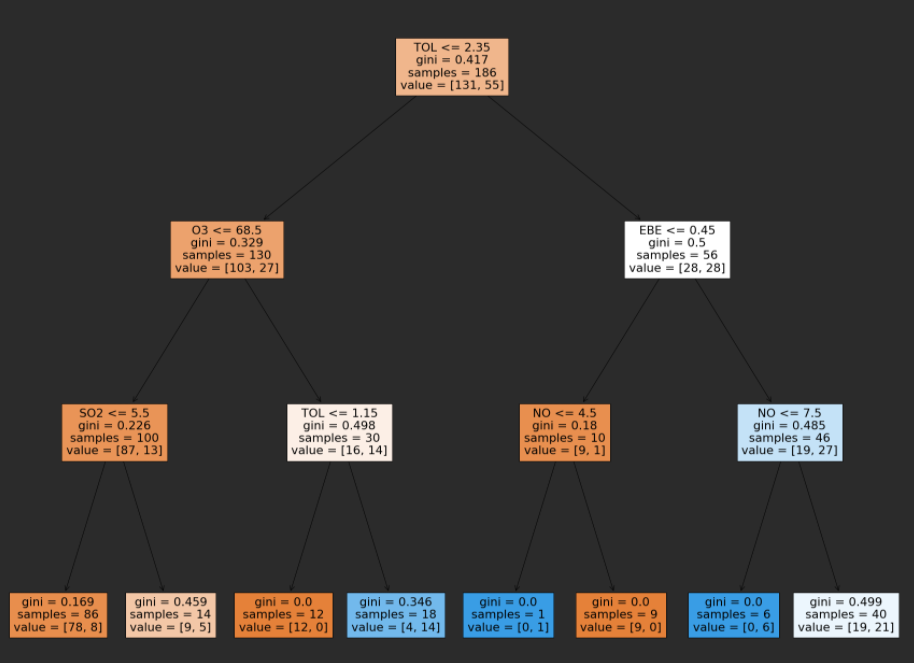 TOL <= 2.35
gini = 0.417
samples = 186
value = [131, 55]
O3 <= 68.5
gini = 0.329
samples = 130
value = [103, 27]
EBE <= 0.45
gini = 0.5
samples = 56
value = [28, 28]
SO2 <= 5.5
gini = 0.226
samples = 100
value = [87, 13]
TOL <= 1.15
gini = 0.498
samples = 30
value = [16, 14]
NO <= 4.5
gini = 0.18
samples = 10
value = [9, 1]
NO <= 7.5
gini = 0.485
samples = 46
value = [19, 27]
gini = 0.169
samples = 86
value = [78, 8]
gini = 0.459
samples = 14
value = [9, 5]
gini = 0.0
samples = 12
value = [12, 0]
gini = 0.346
samples = 18
value = [4, 14]
gini = 0.0
samples = 1
value = [0, 1]
gini = 0.0
samples = 9
value = [9, 0]
gini = 0.0
samples = 6
value = [0, 6]
gini = 0.499
samples = 40
value = [19, 21]